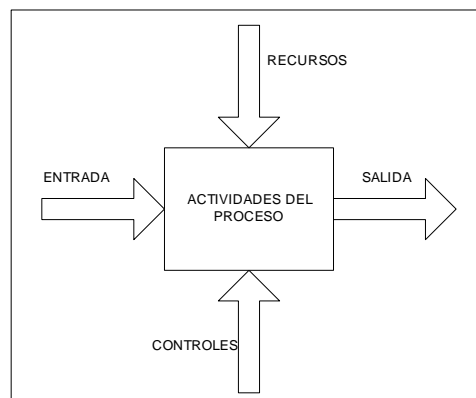 RECURSOS
ENTRADA
SALIDA
ACTIVIDADES DEL
PROCESO
CONTROLES